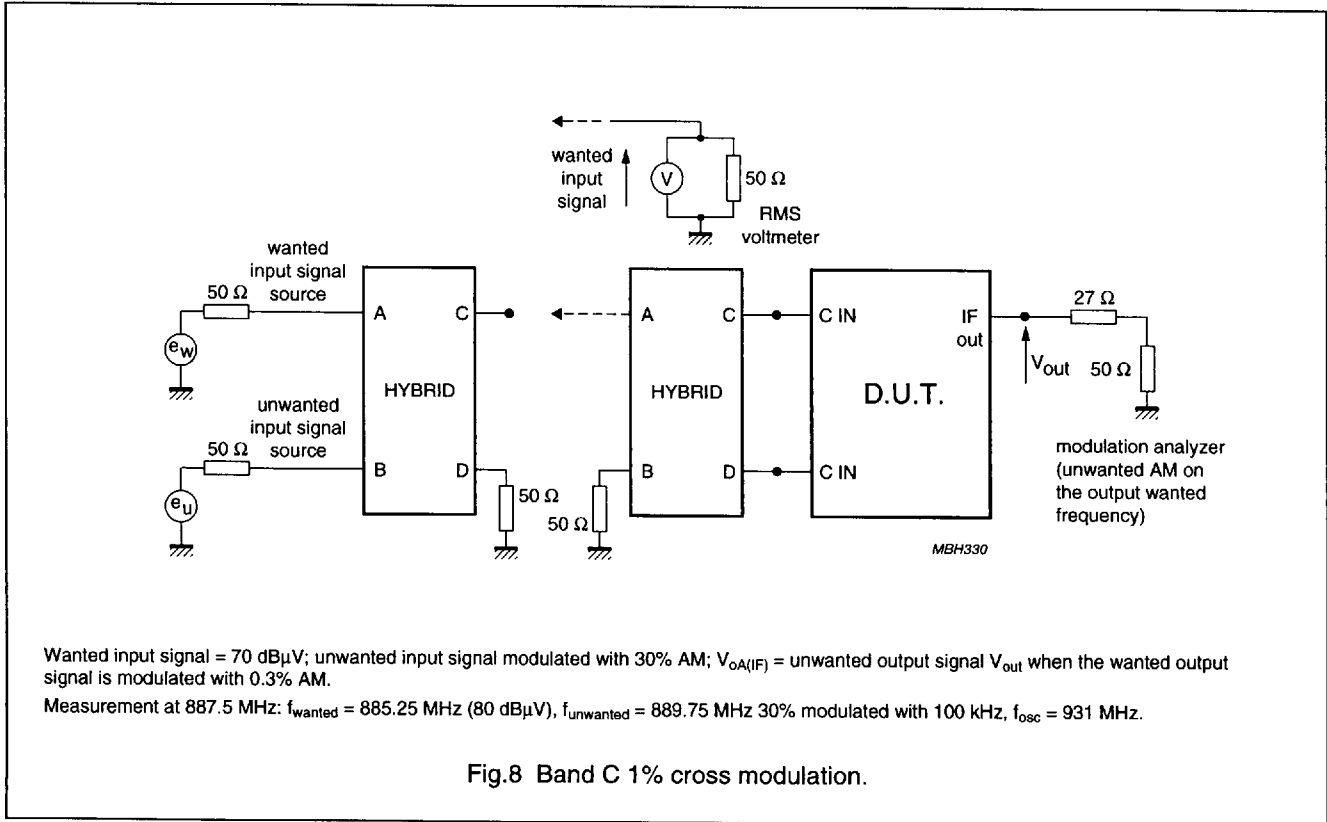 wanted
input
signal
V
50 Ω
RMS
voltmeter
wanted
input signal
source
50 Ω
e_w
unwanted
input signal
source
50 Ω
e_u
A
C
HYBRID
B
D
50 Ω
50 Ω
A
C
HYBRID
B
D
C IN
IF
out
D.U.T.
C IN
V_out
27 Ω
50 Ω
modulation analyzer
(unwanted AM on
the output wanted
frequency)
MBH330
Wanted input signal = 70 dBμV; unwanted input signal modulated with 30% AM; V_oA(IF) = unwanted output signal V_out when the wanted output
signal is modulated with 0.3% AM.
Measurement at 887.5 MHz: f_wanted = 885.25 MHz (80 dBμV), f_unwanted = 889.75 MHz 30% modulated with 100 kHz, f_osc = 931 MHz.
Fig.8 Band C 1% cross modulation.